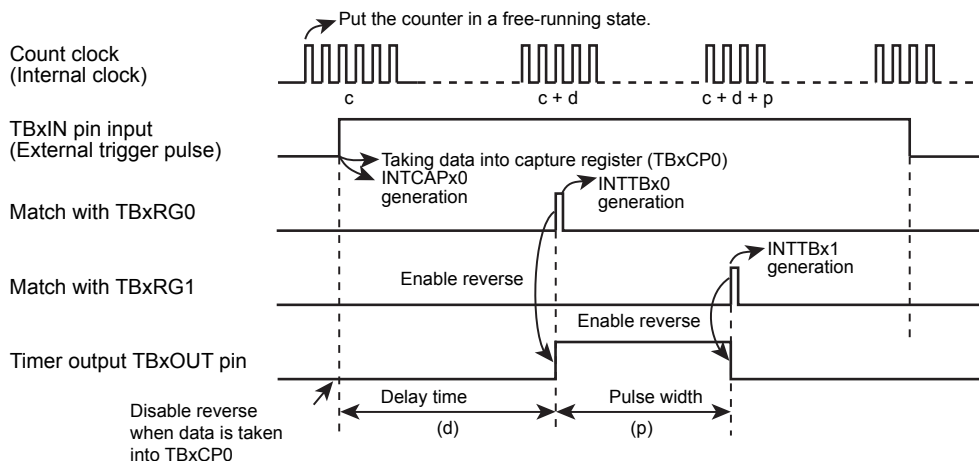 Put the counter in a free-running state.
Count clock
(Internal clock)
c
c + d
c + d + p
TBxIN pin input
(External trigger pulse)
Taking data into capture register (TBxCP0)
INTCAPx0
generation
INTTBx0
generation
Match with TBxRG0
INTTBx1
generation
Enable reverse
Match with TBxRG1
Enable reverse
Timer output TBxOUT pin
Disable reverse
when data is taken
into TBxCP0
Delay time
(d)
Pulse width
(p)